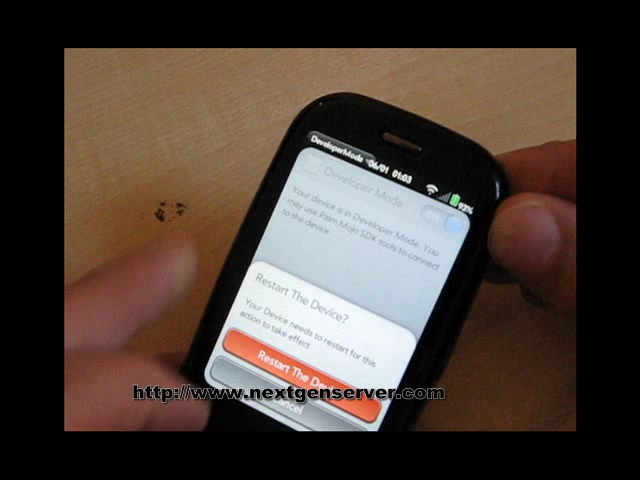 DeveloperMode 06/01 01:03 93%
Developer Mode
Your device is in Developer Mode. You
may use Palm Mojo SDK tools to connect
to the device
Restart The Device?
Your Device needs to restart for this
action to take effect
Restart The
http://www.nextgenserver.com
Cancel